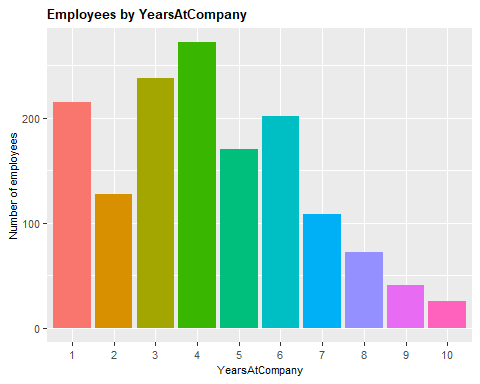 Employees by YearsAtCompany
Number of employees
200
100
0
1 2 3 4 5 6 7 8 9 10
YearsAtCompany